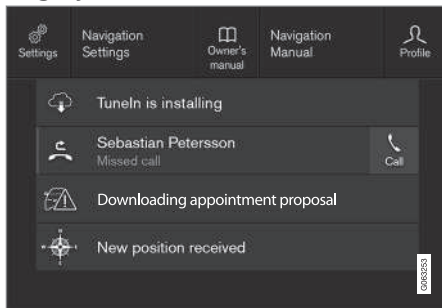 Settings
Navigation
Settings
Owner's
manual
Navigation
Manual
Profile
TuneIn is installing
Sebastian Petersson
Missed call
Call
Downloading appointment proposal
New position received
G063253